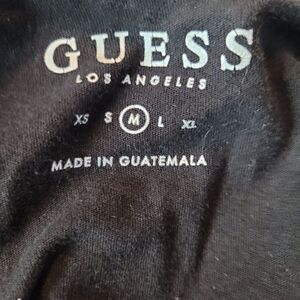 GUESS
LOS ANGELES
XS S M L XL
MADE IN GUATEMALA